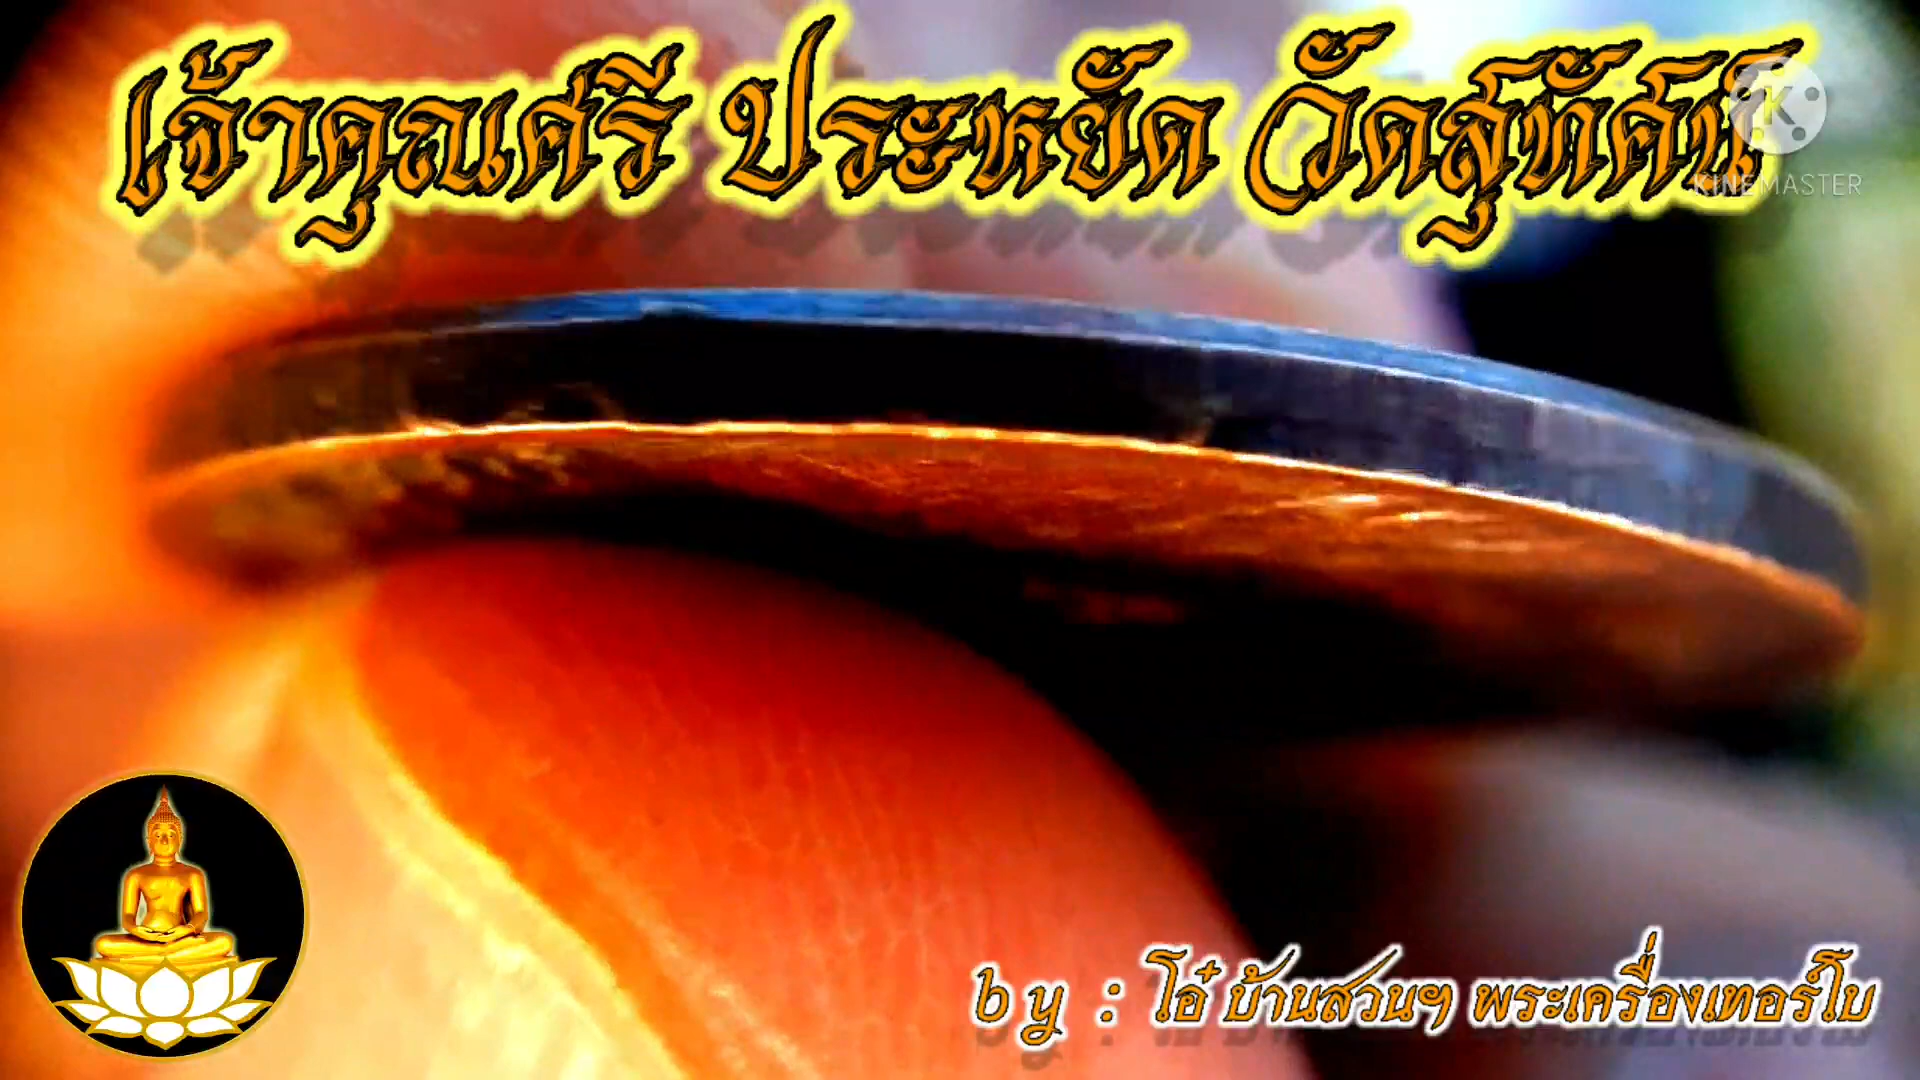 เจ้าคุณศรี ประหยัด วัดสุทัศน์
KINEMASTER
by : โอ๋ บ้านสวนฯ พระเครื่องเทอร์โบ